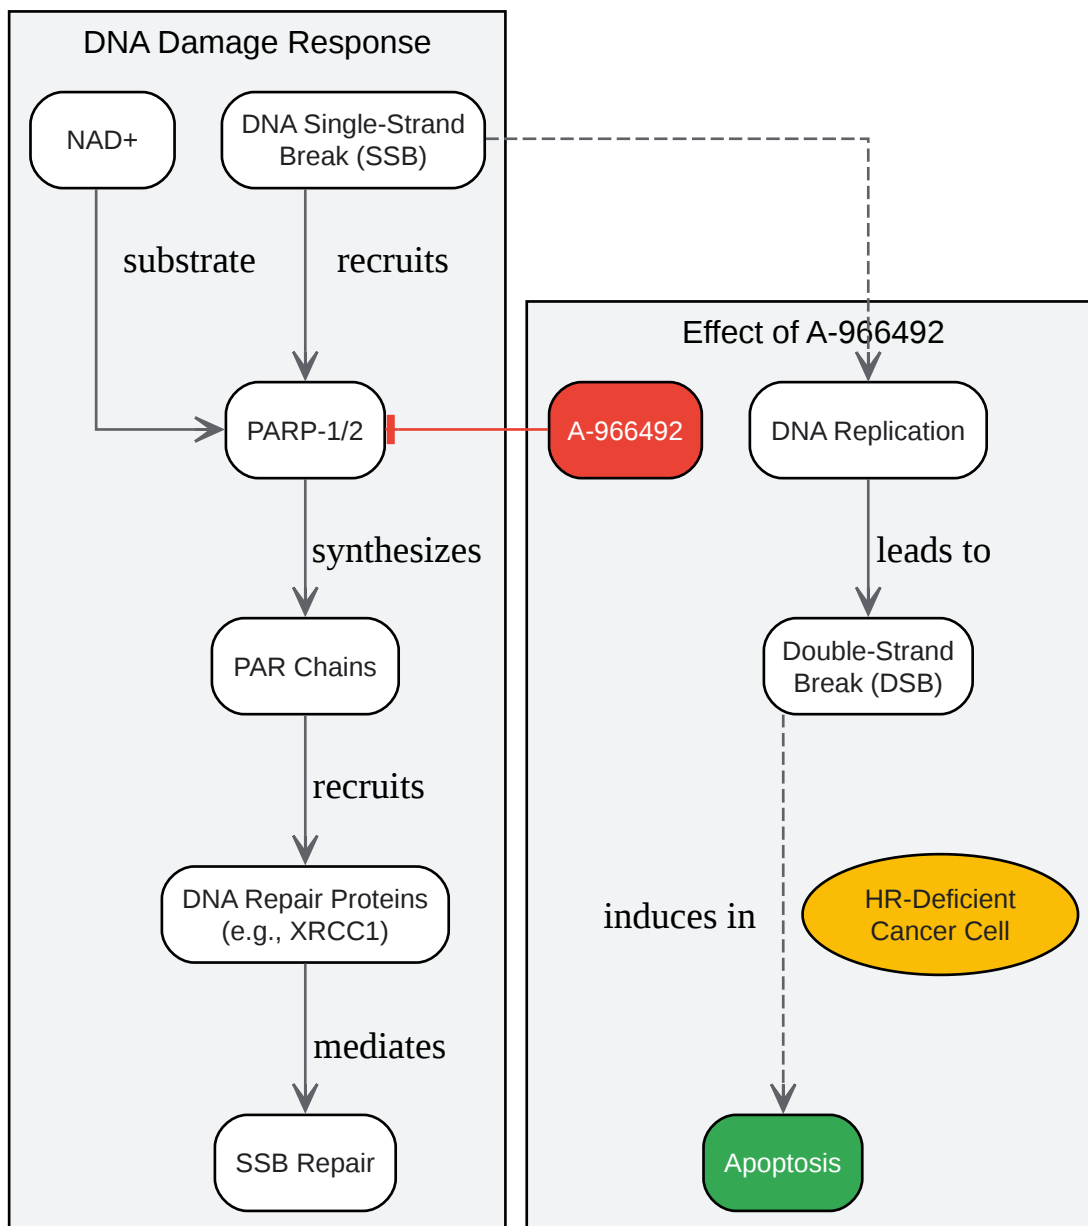 DNA Damage Response
NAD+
DNA Single-Strand
Break (SSB)
substrate
recruits
PARP-1/2
synthesizes
PAR Chains
recruits
DNA Repair Proteins
(e.g., XRCC1)
mediates
SSB Repair
Effect of A-966492
A-966492
DNA Replication
leads to
Double-Strand
Break (DSB)
induces in
HR-Deficient
Cancer Cell
Apoptosis